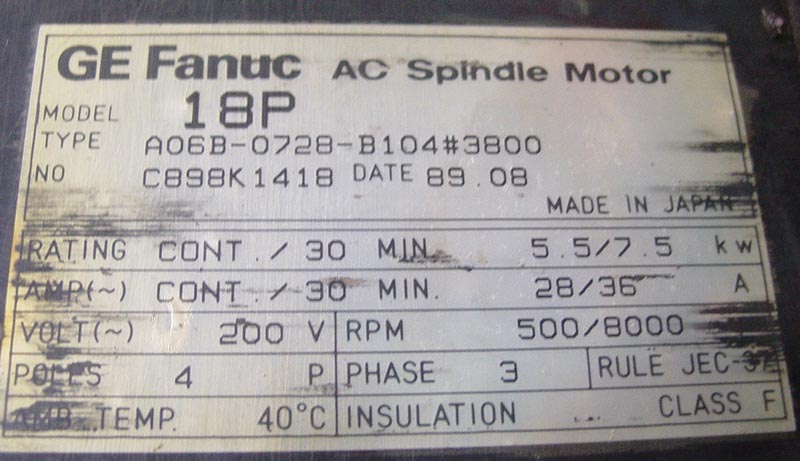 GE Fanuc AC Spindle Motor
MODEL 18P
TYPE A06B-0728-B104#3800
NO C898K1418 DATE 89.08
MADE IN JAPAN
RATING CONT./30 MIN. 5.5/7.5 kw
AMP(~) CONT./30 MIN. 28/36 A
VOLT(~) 200 V RPM 500/8000
POLES 4 P PHASE 3 RULE JEC-37
AMB. TEMP. 40°C INSULATION CLASS F